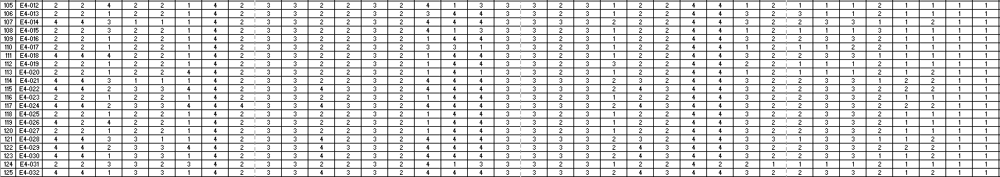 105 E4-012 2 2 4 2 2 1 4 2 3 3 2 2 3 2 4 1 3 3 3 2 3 1 2 2 4 4 1 2 1 1 1 2 1 1 1 1
106 E4-013 2 2 1 2 2 1 4 2 3 3 2 2 3 2 3 4 4 3 3 2 3 1 2 2 4 4 3 2 3 1 1 2 1 1 1 1
107 E4-014 4 4 3 1 1 1 4 2 3 3 2 3 3 2 4 4 4 3 3 3 3 2 2 2 4 4 3 2 2 3 3 1 1 2 1 1
108 E4-015 2 2 3 2 2 1 4 2 3 3 2 2 3 2 4 1 3 3 3 2 3 1 2 2 4 4 1 2 1 1 1 3 1 1 1 1
109 E4-016 2 2 1 2 2 1 4 2 3 3 2 2 3 2 1 4 4 3 3 2 3 1 2 2 4 4 3 2 2 3 3 2 1 1 1 1
110 E4-017 2 2 1 2 2 1 4 2 3 3 2 2 3 2 3 3 1 3 3 2 3 1 2 2 4 4 1 2 1 1 2 2 1 1 1 1
111 E4-018 4 4 4 2 2 1 4 2 3 3 2 2 3 2 1 4 4 3 3 2 3 1 2 2 4 4 3 2 2 3 3 1 1 1 1 1
112 E4-019 2 2 1 2 2 1 4 2 3 3 2 2 3 2 1 4 4 3 3 2 3 3 2 2 4 4 2 2 1 1 1 2 1 1 1 1
113 E4-020 2 2 1 2 2 4 4 2 3 3 2 2 3 2 1 4 1 3 3 2 3 1 2 2 4 4 1 2 1 1 1 2 1 2 1 1
114 E4-021 4 4 3 1 1 1 4 2 3 3 2 3 3 2 4 4 4 3 3 3 3 2 3 2 4 4 3 2 2 3 3 1 2 2 1 1
115 E4-022 4 4 2 3 3 4 4 2 3 3 4 3 3 2 4 4 4 3 3 3 3 2 4 3 4 4 3 2 2 3 3 2 2 2 1 1
116 E4-023 2 2 1 2 2 1 4 2 3 3 2 2 3 2 1 4 4 3 3 2 3 1 2 2 4 4 3 2 2 3 3 2 1 1 1 1
117 E4-024 4 4 2 3 3 4 4 4 3 3 2 3 3 2 4 4 4 3 3 3 3 2 4 3 4 4 3 2 2 3 3 2 2 2 1 1
118 E4-025 2 2 1 2 2 1 4 2 3 3 2 2 3 2 1 4 4 3 3 2 3 1 2 2 4 4 3 2 2 3 3 2 1 1 1 1
119 E4-026 4 2 4 2 2 1 4 2 3 3 2 2 3 2 1 4 4 3 3 2 3 1 2 2 4 4 3 2 2 3 3 2 1 1 1 1
120 E4-027 2 2 1 2 2 1 4 2 3 3 2 2 3 2 1 4 4 3 3 2 3 1 2 2 4 4 3 2 2 3 3 2 1 1 1 1
121 E4-028 4 4 3 3 1 1 4 2 3 3 4 2 3 2 4 4 4 3 3 3 3 2 3 2 4 4 3 3 1 3 3 1 1 2 1 1
122 E4-029 4 4 2 3 3 4 4 2 3 3 4 3 3 2 4 4 4 3 3 3 3 2 4 3 4 4 3 2 2 3 3 2 2 2 1 1
123 E4-030 4 4 1 3 3 1 4 2 3 3 4 2 3 2 4 4 4 3 3 3 3 2 4 3 4 4 3 2 2 3 3 1 1 2 1 1
124 E4-031 2 2 3 3 2 3 4 2 3 3 2 2 3 2 4 1 3 3 3 2 3 1 2 2 4 2 2 1 1 1 1 2 1 1 1 1
125 E4-032 4 4 1 3 3 1 4 2 3 3 4 3 3 2 4 4 4 3 3 3 3 2 4 3 4 4 3 2 2 3 3 2 1 2 1 1